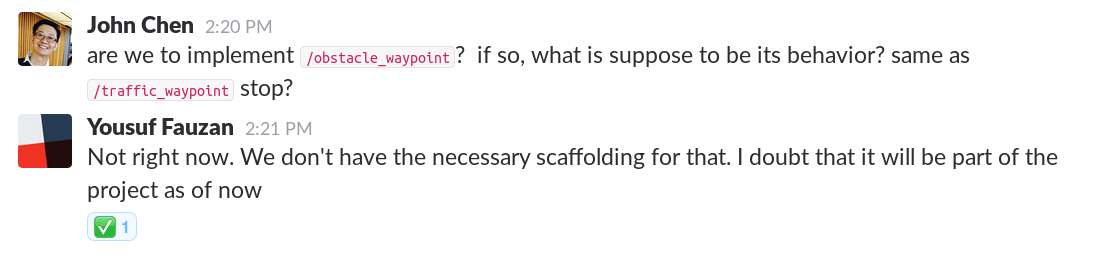 John Chen 2:20 PM
are we to implement /obstacle_waypoint?  if so, what is suppose to be its behavior? same as
/traffic_waypoint stop?
Yousuf Fauzan 2:21 PM
Not right now. We don't have the necessary scaffolding for that. I doubt that it will be part of the
project as of now
✅ 1